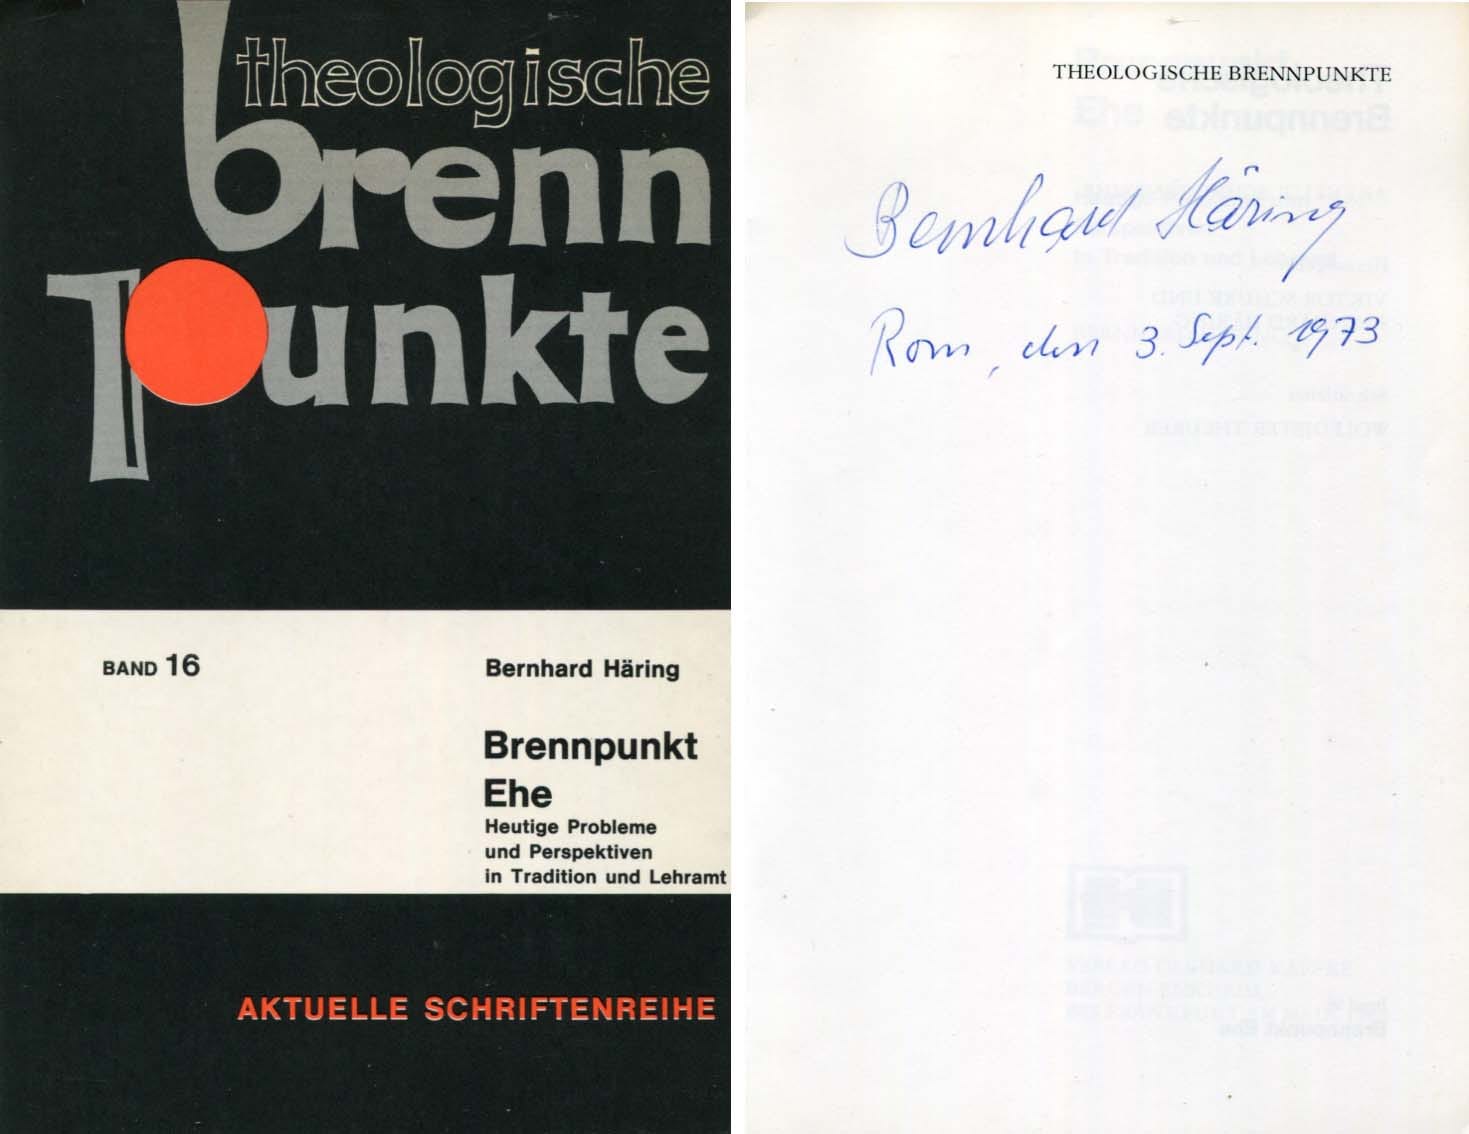 theologische
brenn
punkte
BAND 16
Bernhard Häring
Brennpunkt
Ehe
Heutige Probleme
und Perspektiven
in Tradition und Lehramt
AKTUELLE SCHRIFTENREIHE
THEOLOGISCHE BRENNPUNKTE
Bernhard Häring
Rom, den 3. Sept. 1973